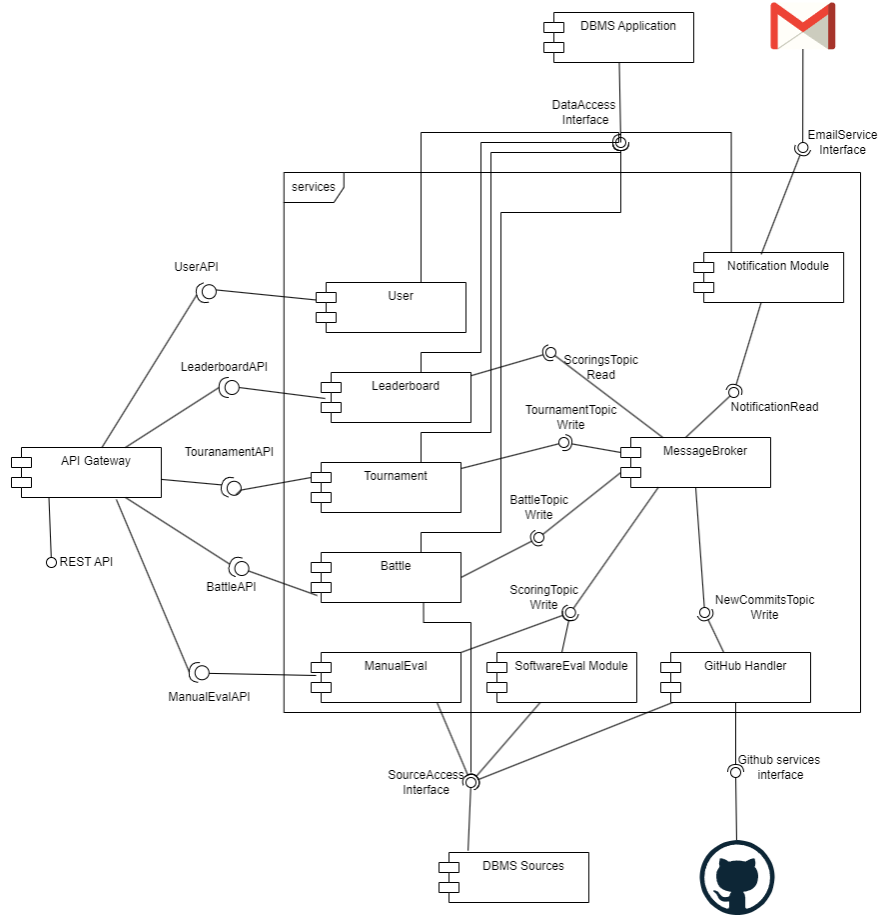 DBMS Application
DataAccess
Interface
EmailService
Interface
services
UserAPI
Notification Module
User
LeaderboardAPI
ScoringsTopic
Read
Leaderboard
TournamentTopic
Write
NotificationRead
TouranamentAPI
API Gateway
MessageBroker
Tournament
BattleTopic
Write
REST API
Battle
BattleAPI
ScoringTopic
Write
NewCommitsTopic
Write
ManualEval
SoftwareEval Module
GitHub Handler
ManualEvalAPI
SourceAccess
Interface
Github services
interface
DBMS Sources